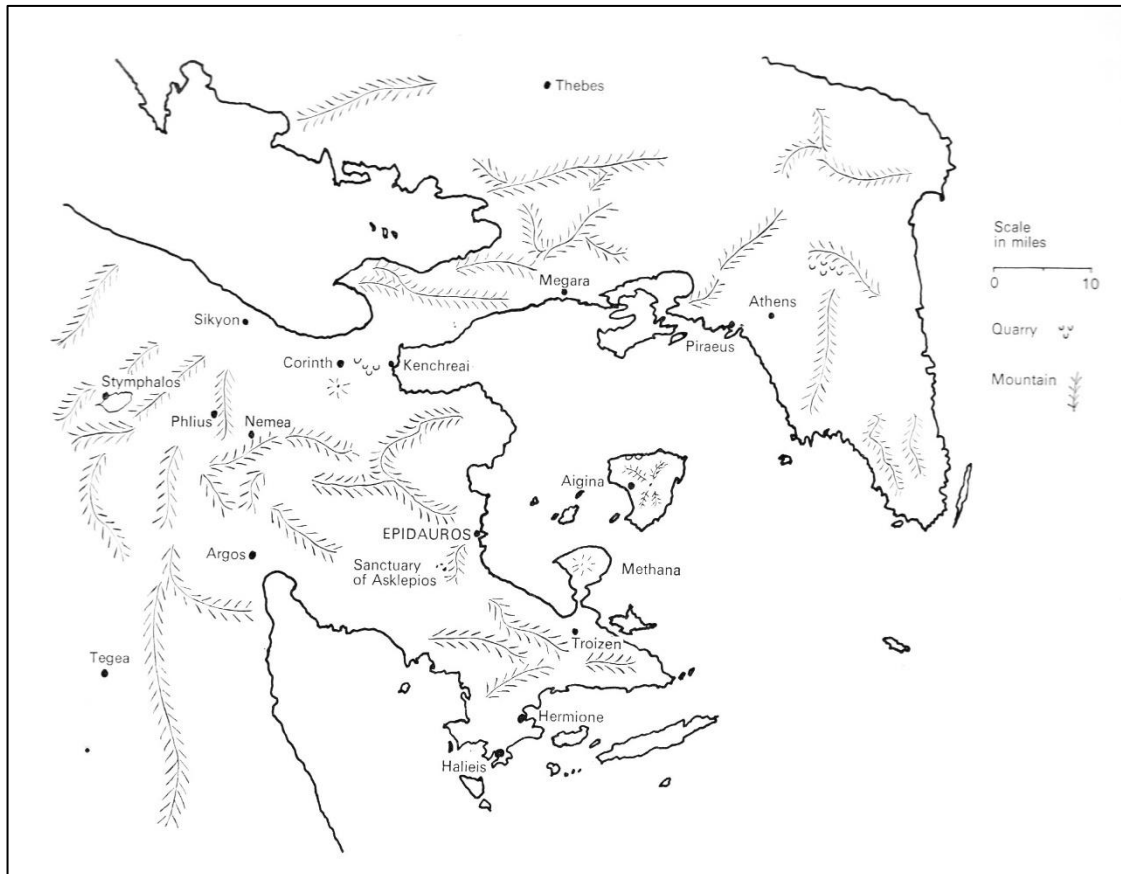 Thebes
Scale
in miles
0 10
Megara
Athens
Sikyon
Quarry
Piraeus
Corinth
Kenchreai
Mountain
Stymphalos
Phlius
Nemea
Aigina
EPIDAUROS
Argos
Sanctuary
of Asklepios
Methana
Troizen
Tegea
Hermione
Halieis